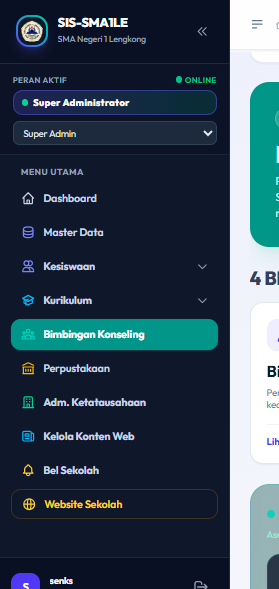 SIS-SMA1LE
SMA Negeri 1 Lengkong
PERAN AKTIF
ONLINE
Super Administrator
Super Admin
MENU UTAMA
Dashboard
Master Data
Kesiswaan
Kurikulum
Bimbingan Konseling
Perpustakaan
Adm. Ketatausahaan
Kelola Konten Web
Bel Sekolah
Website Sekolah
S
senks
4 B
Bi
Lih